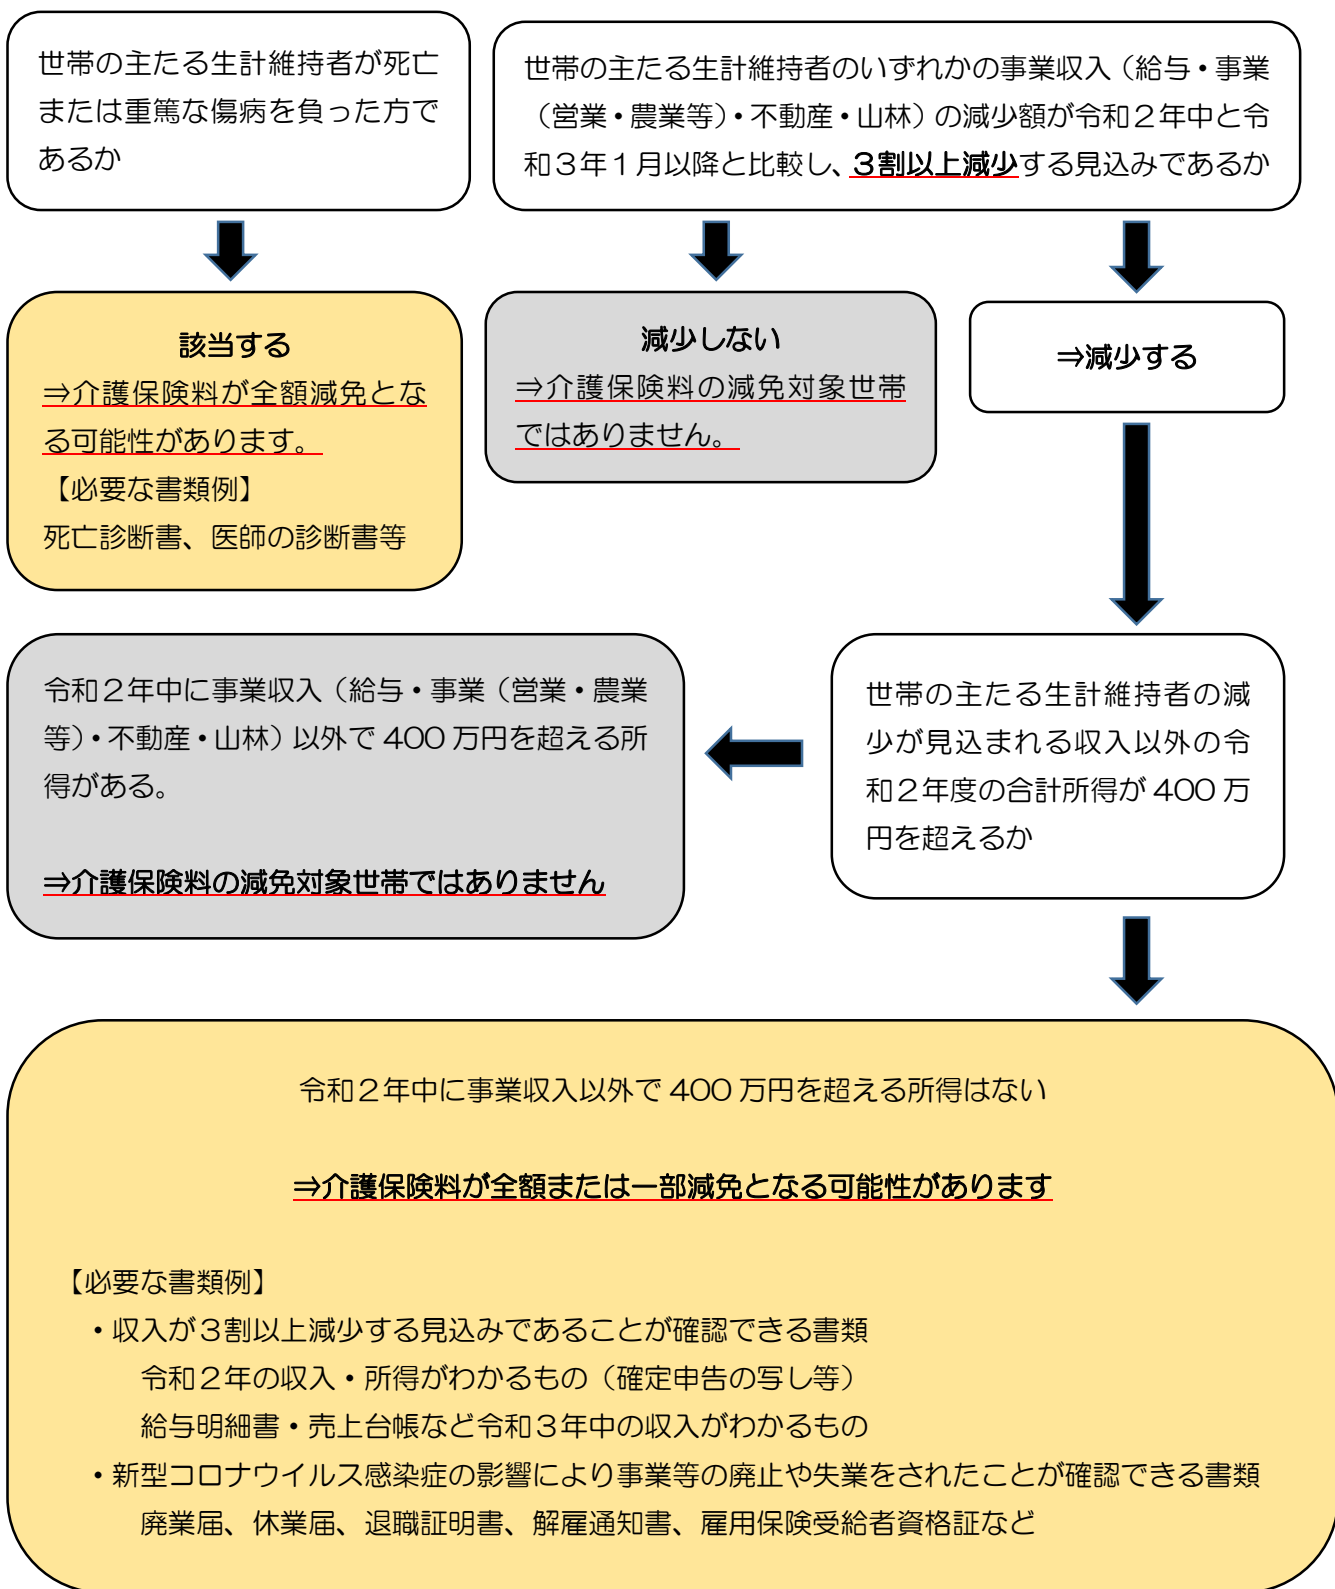 世帯の主たる生計維持者が死亡
または重篤な傷病を負った方で
あるか
世帯の主たる生計維持者のいずれかの事業収入（給与・事業
（営業・農業等）・不動産・山林）の減少額が令和２年中と令
和３年１月以降と比較し、３割以上減少する見込みであるか
該当する
⇒介護保険料が全額減免とな
る可能性があります。
【必要な書類例】
死亡診断書、医師の診断書等
減少しない
⇒介護保険料の減免対象世帯
ではありません。
⇒減少する
令和２年中に事業収入（給与・事業（営業・農業
等）・不動産・山林）以外で 400 万円を超える所
得がある。
⇒介護保険料の減免対象世帯ではありません
世帯の主たる生計維持者の減
少が見込まれる収入以外の令
和２年度の合計所得が 400 万
円を超えるか
令和２年中に事業収入以外で 400 万円を超える所得はない
⇒介護保険料が全額または一部減免となる可能性があります
【必要な書類例】
・収入が３割以上減少する見込みであることが確認できる書類
令和２年の収入・所得がわかるもの（確定申告の写し等）
給与明細書・売上台帳など令和３年中の収入がわかるもの
・新型コロナウイルス感染症の影響により事業等の廃止や失業をされたことが確認できる書類
廃業届、休業届、退職証明書、解雇通知書、雇用保険受給者資格証など